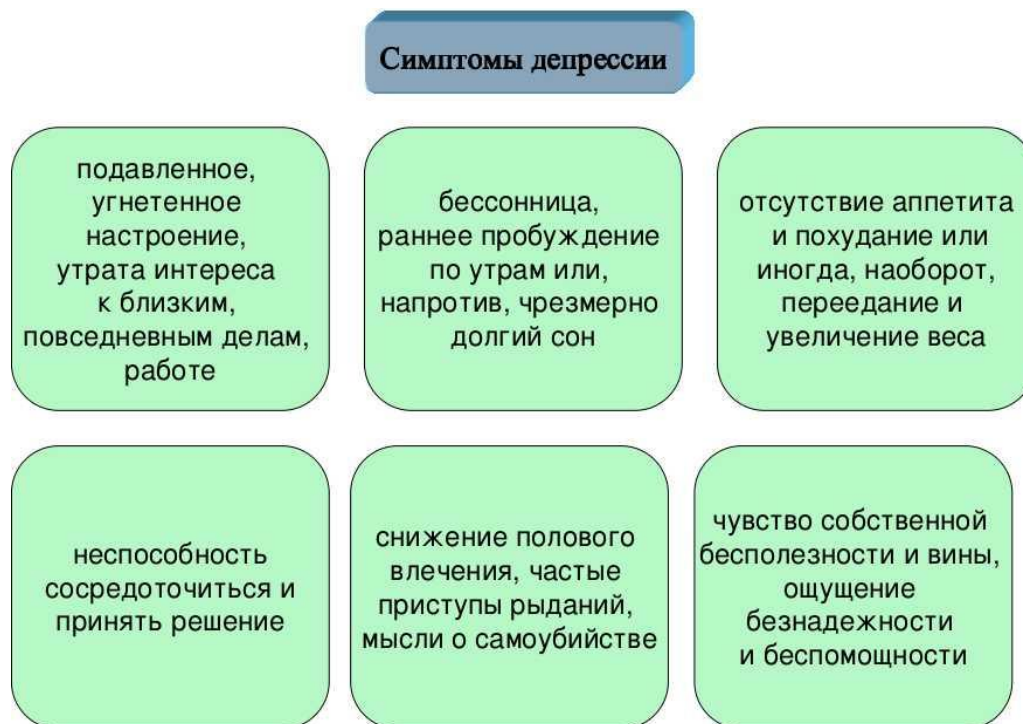 Симптомы депрессии
подавленное,
угнетенное
настроение,
утрата интереса
к близким,
повседневным делам,
работе
бессонница,
раннее пробуждение
по утрам или,
напротив, чрезмерно
долгий сон
отсутствие аппетита
и похудание или
иногда, наоборот,
переедание и
увеличение веса
неспособность
сосредоточиться и
принять решение
снижение полового
влечения, частые
приступы рыданий,
мысли о самоубийстве
чувство собственной
бесполезности и вины,
ощущение
безнадежности
и беспомощности